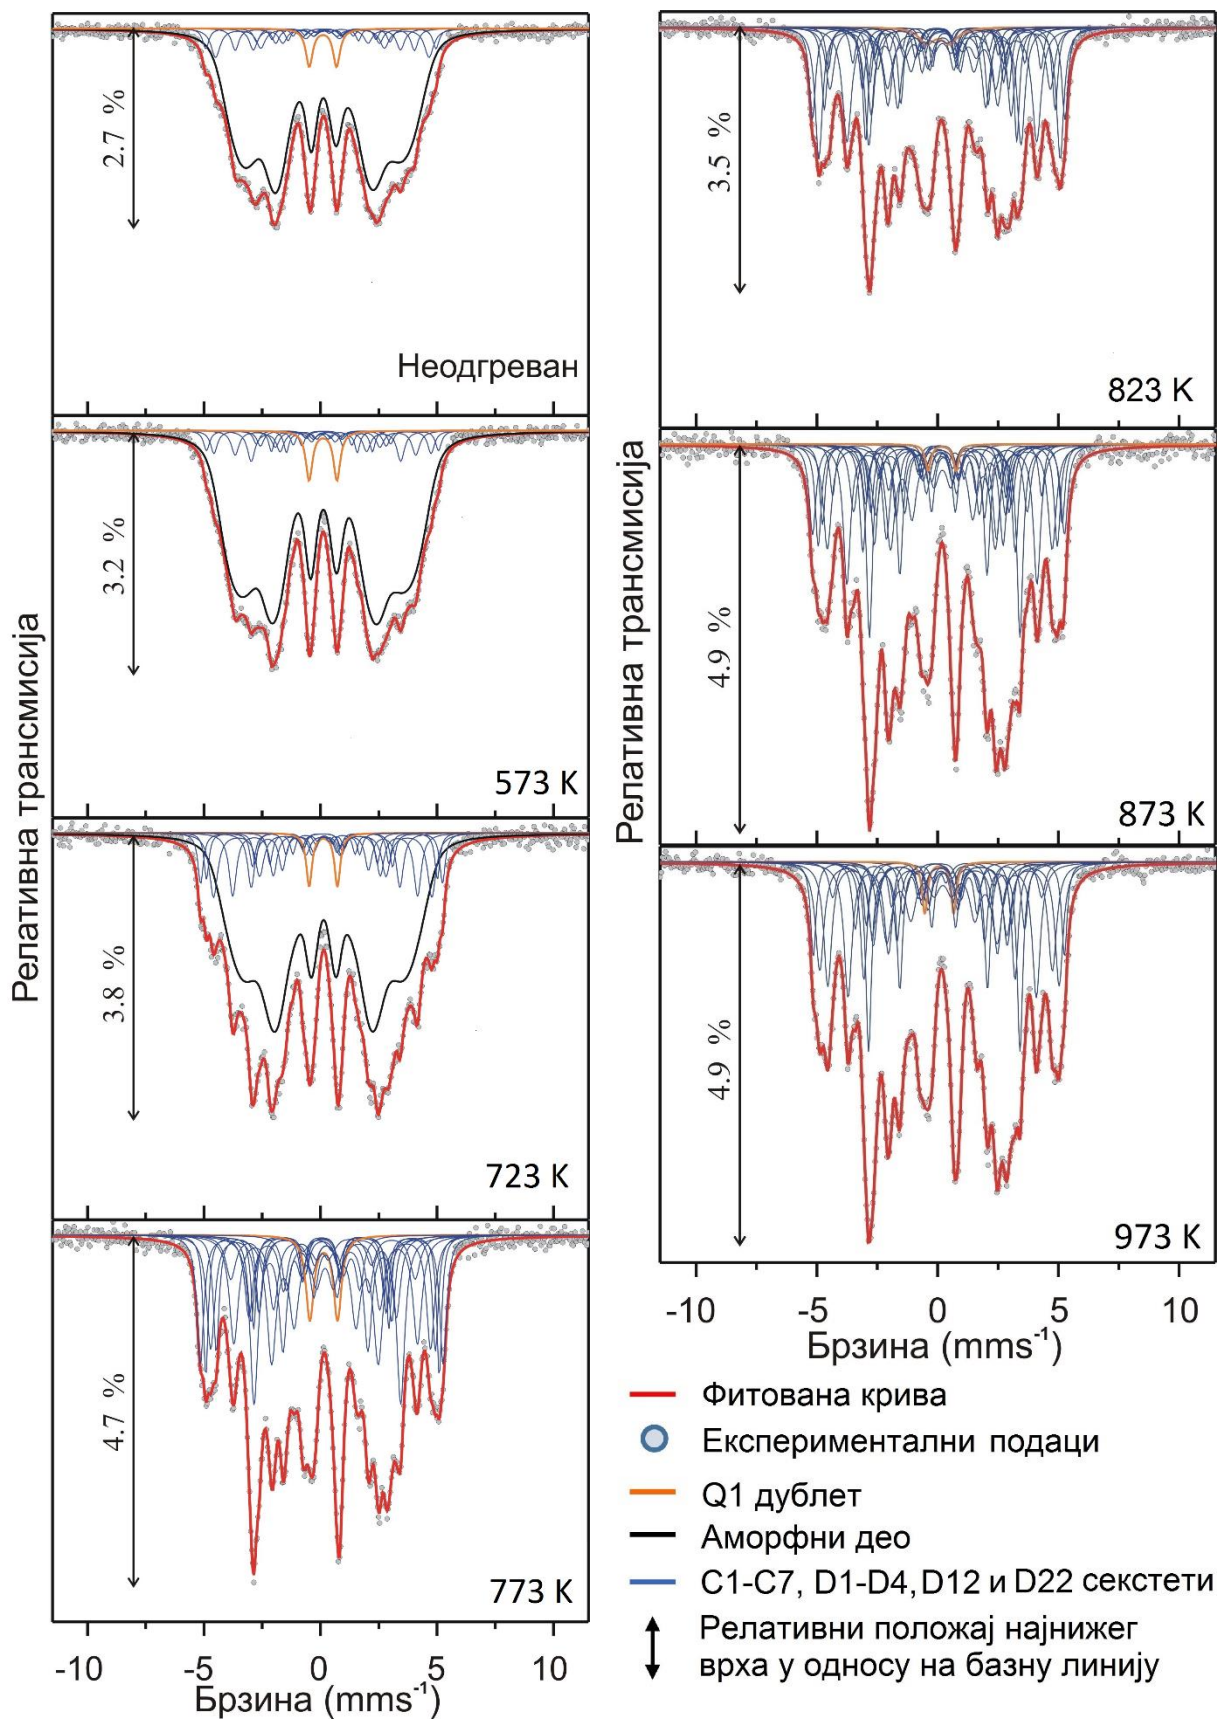 Релативна трансмисија
2.7 %
Неодгреван
3.2 %
573 K
3.8 %
723 K
4.7 %
773 K
-10 -5 0 5 10
Брзина (mms⁻¹)
Релативна трансмисија
3.5 %
823 K
4.9 %
873 K
4.9 %
973 K
-10 -5 0 5 10
Брзина (mms⁻¹)
Фитована крива
Експериментални подаци
Q1 дублет
Аморфни део
C1-C7, D1-D4, D12 и D22 секстети
Релативни положај најнижег
врха у односу на базну линију